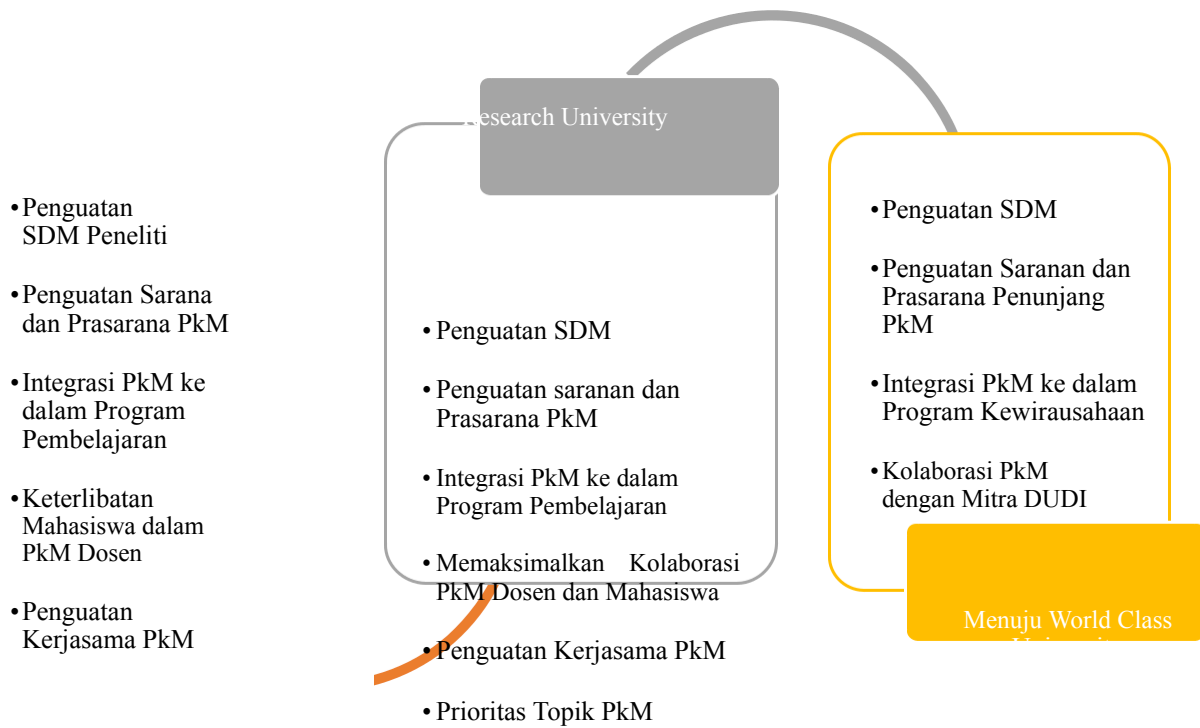 •Penguatan
SDM Peneliti
•Penguatan Sarana
dan Prasarana PkM
•Integrasi PkM ke
dalam Program
Pembelajaran
•Keterlibatan
Mahasiswa dalam
PkM Dosen
•Penguatan
Kerjasama PkM
Research University
• Penguatan SDM
• Penguatan saranan dan
Prasarana PkM
• Integrasi PkM ke dalam
Program Pembelajaran
• Memaksimalkan Kolaborasi
PkM Dosen dan Mahasiswa
• Penguatan Kerjasama PkM
• Prioritas Topik PkM
•Penguatan SDM
•Penguatan Saranan dan
Prasarana Penunjang
PkM
•Integrasi PkM ke dalam
Program Kewirausahaan
•Kolaborasi PkM
dengan Mitra DUDI
Menuju World Class